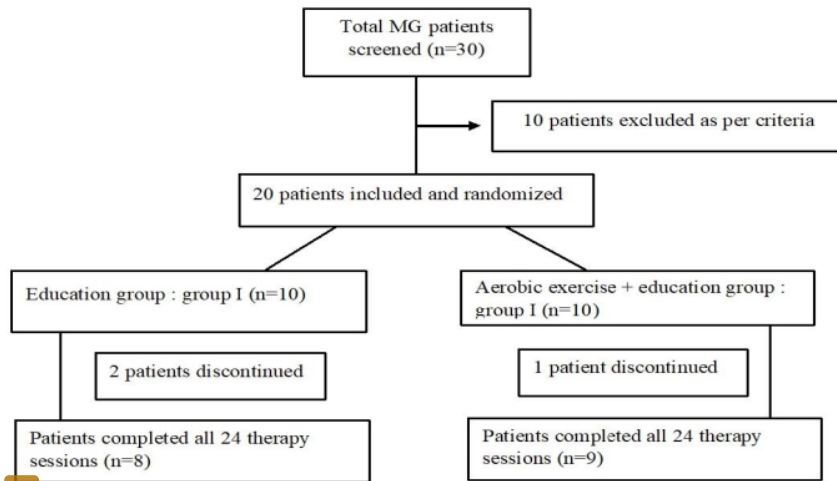 Total MG patients
screened (n=30)
10 patients excluded as per criteria
20 patients included and randomized
Education group : group I (n=10)
Aerobic exercise + education group :
group I (n=10)
2 patients discontinued
1 patient discontinued
Patients completed all 24 therapy
sessions (n=8)
Patients completed all 24 therapy
sessions (n=9)